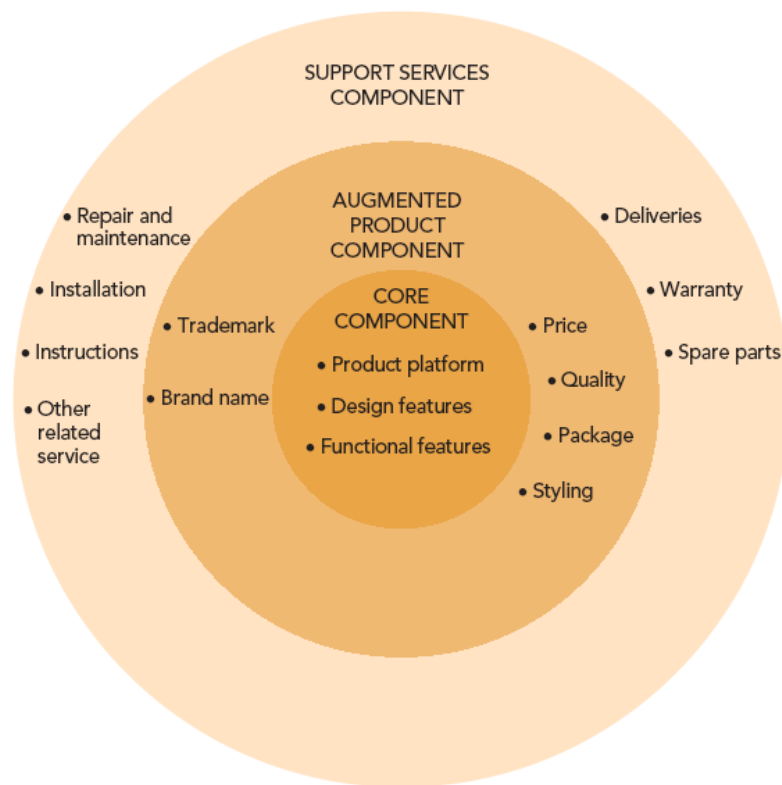 SUPPORT SERVICES
COMPONENT
AUGMENTED
PRODUCT
COMPONENT
CORE
COMPONENT
• Product platform
• Design features
• Functional features
• Trademark
• Brand name
• Price
• Quality
• Package
• Styling
• Repair and
maintenance
• Installation
• Instructions
• Other
related
service
• Deliveries
• Warranty
• Spare parts